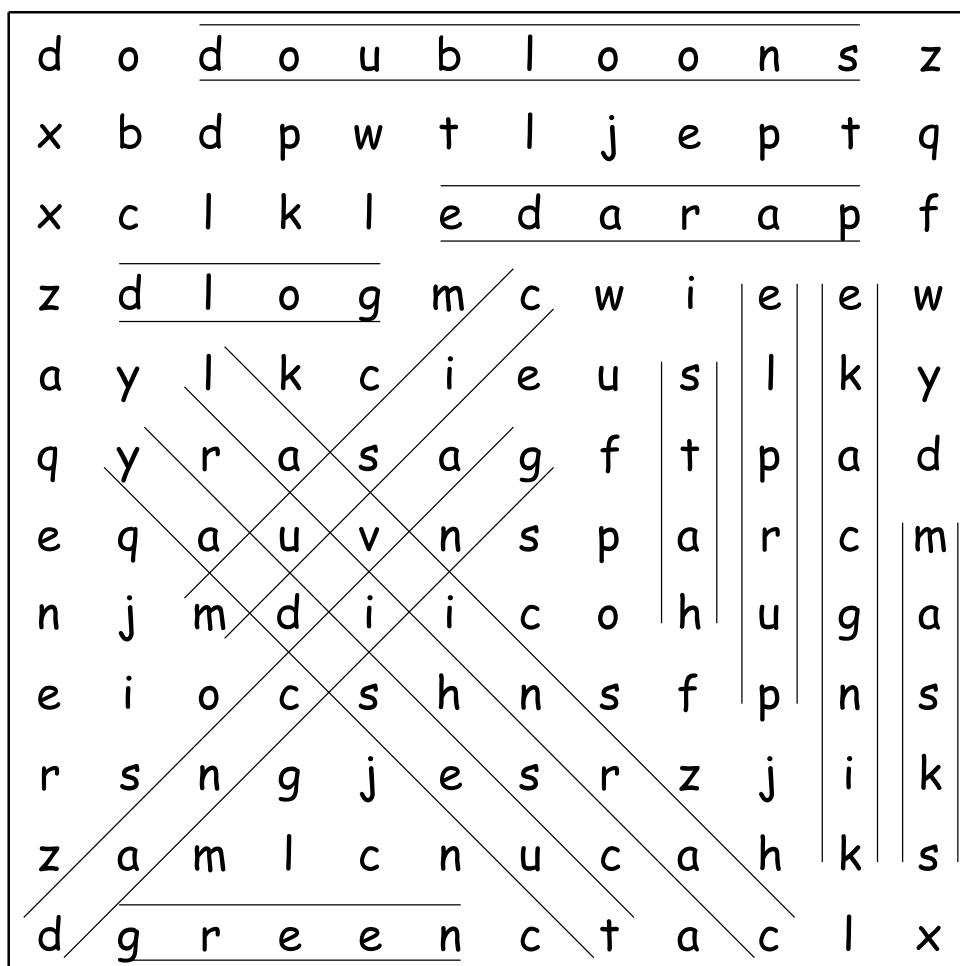 d o d o u b l o o n s z
x b d p w t l j e p t q
x c l k l e d a r a p f
z d l o g m c w i e e w
a y l k c i e u s l k y
q y r a s a g f t p a d
e q a u v n s p a r c m
n j m d i i c o h u g a
e i o c s h n s f p n s
r s n g j e s r z j i k
z a m l c n u c a h k s
d g r e e n c t a c l x